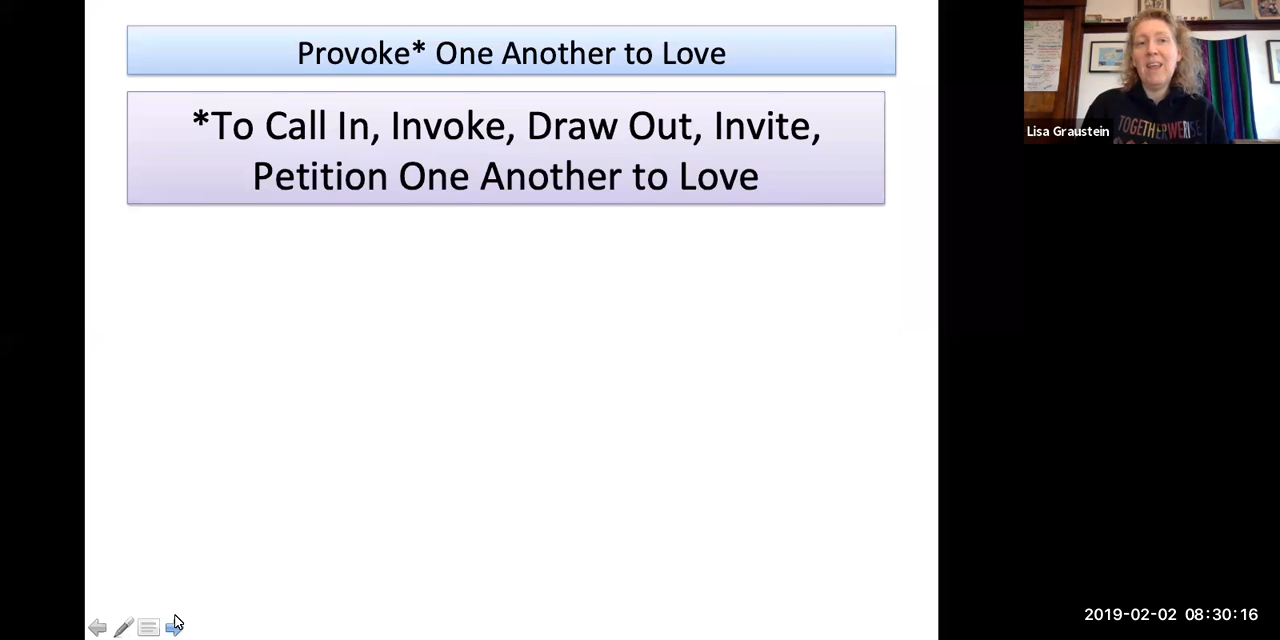 Provoke* One Another to Love
*To Call In, Invoke, Draw Out, Invite,
Petition One Another to Love
Lisa Graustein
TOGETHERWERISE
2019-02-02 08:30:16